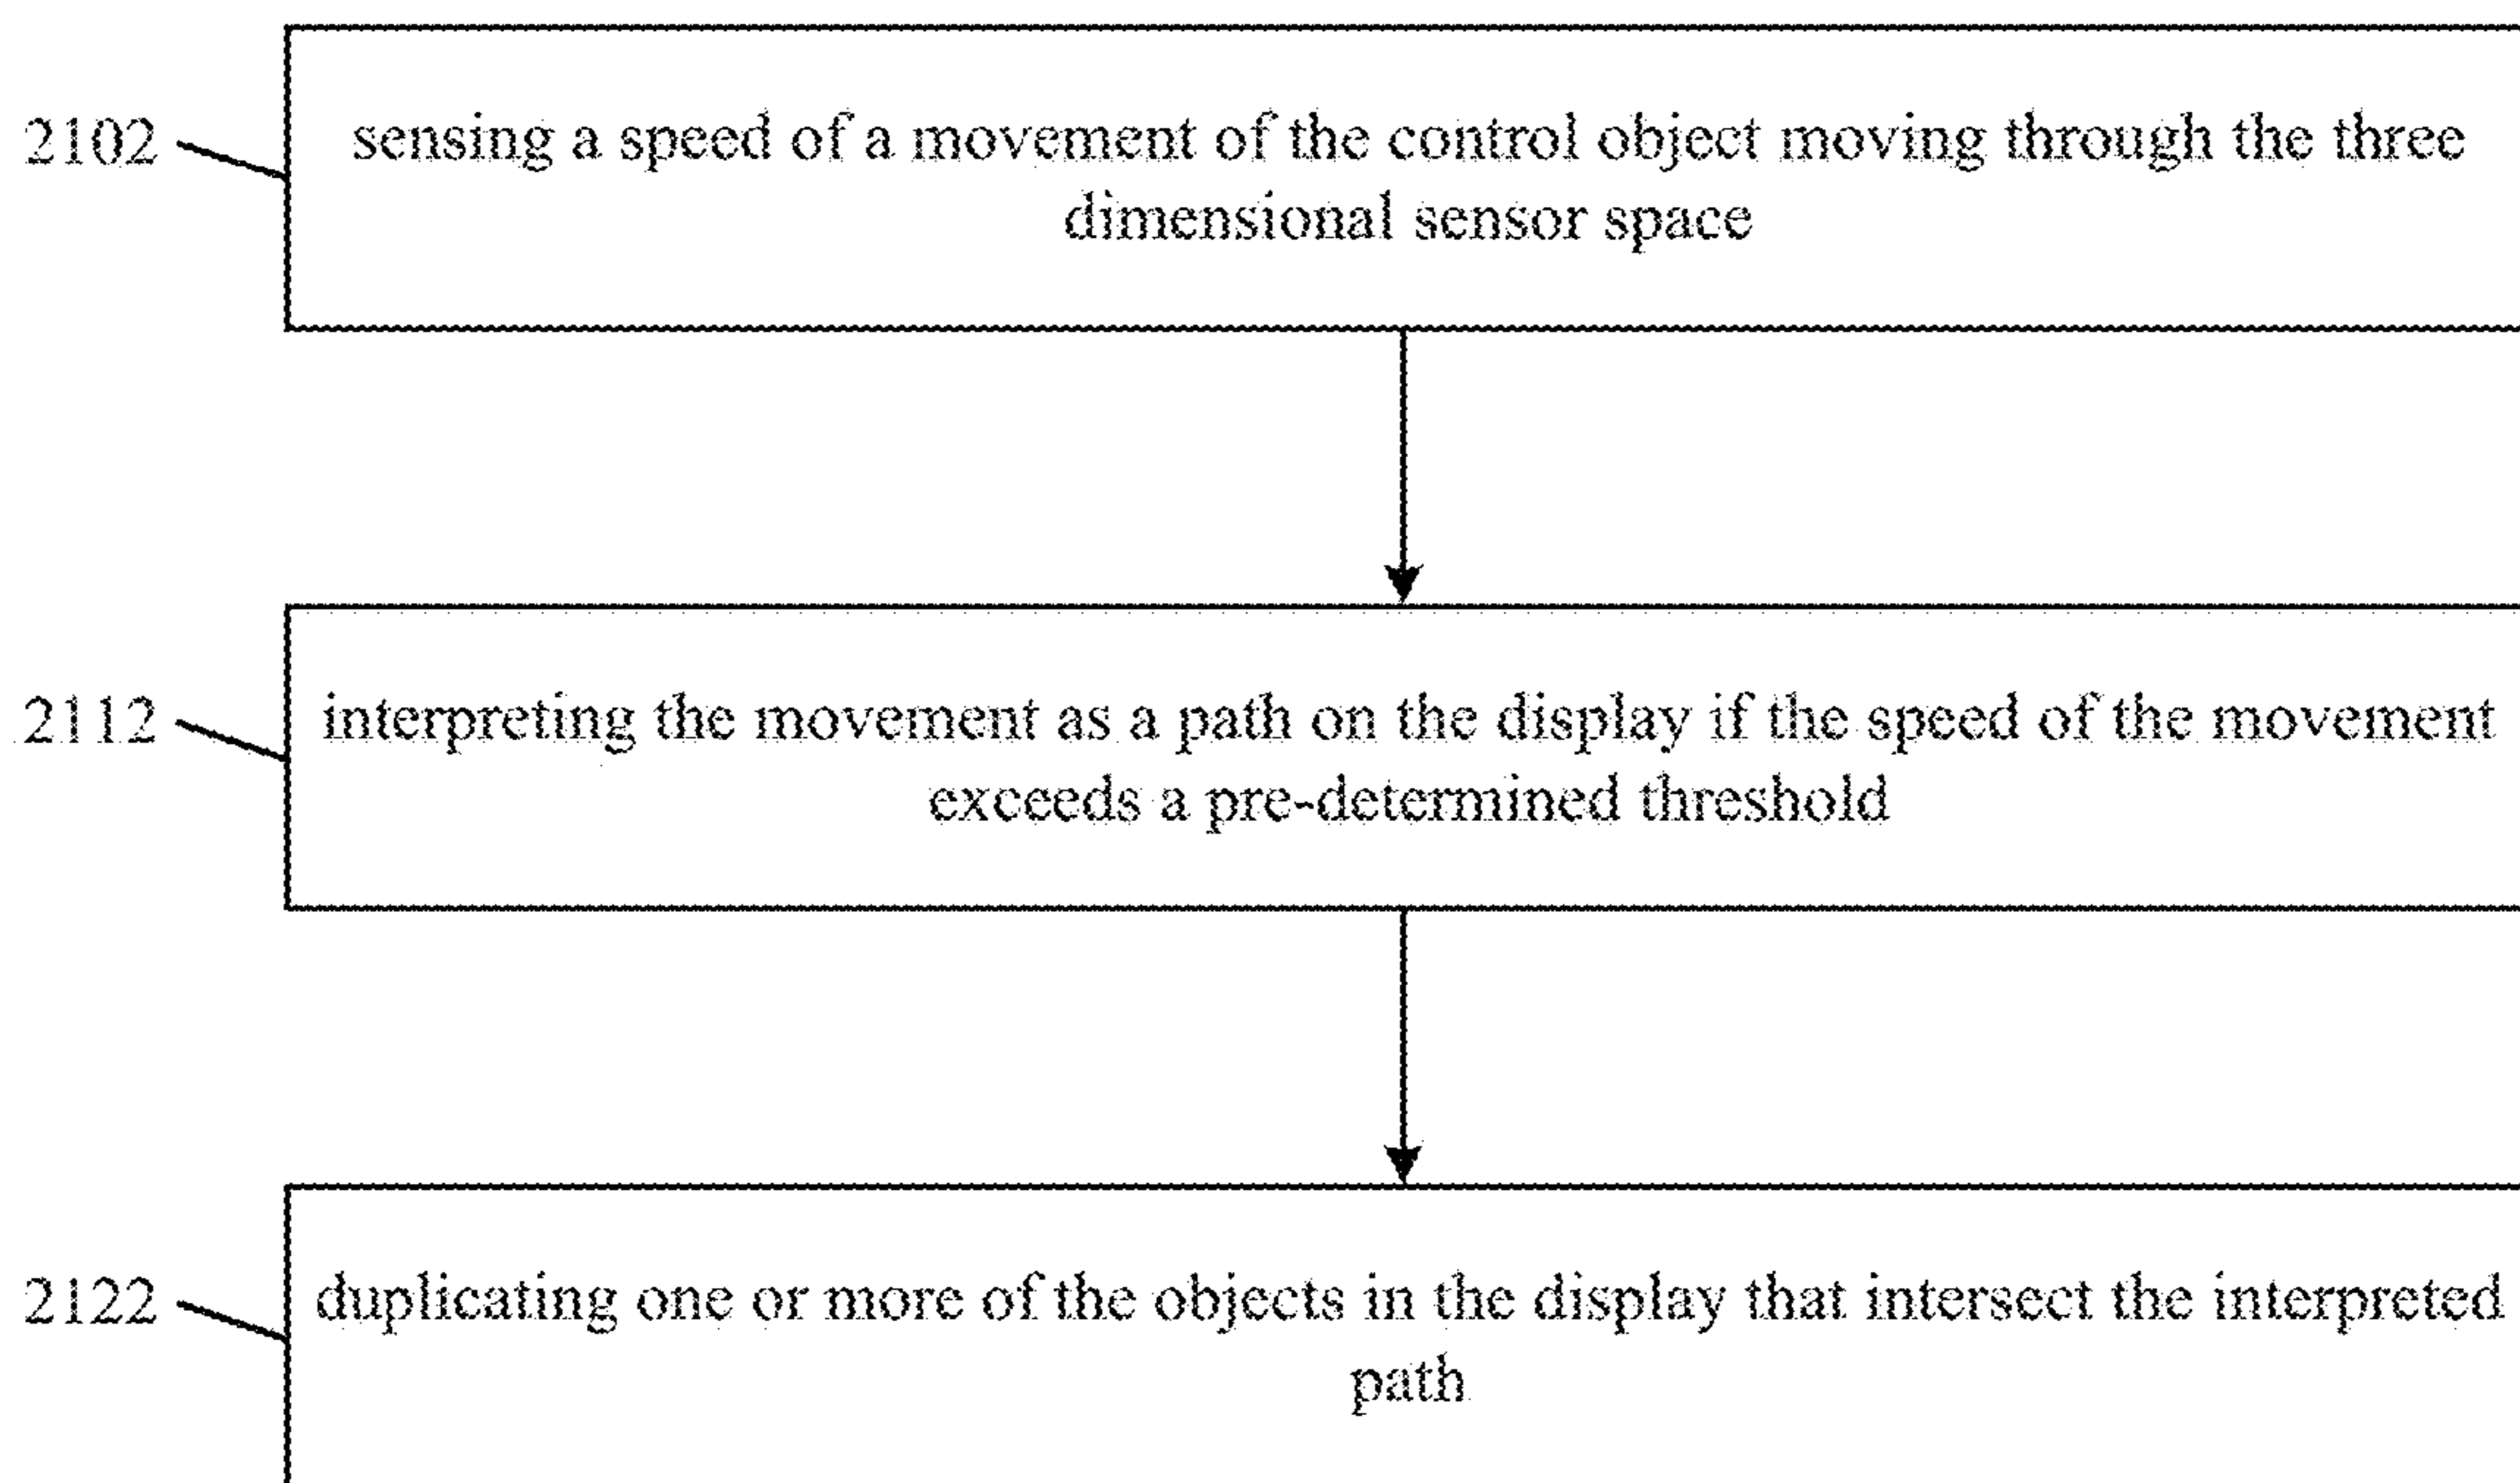 2102
sensing a speed of a movement of the control object moving through the three
dimensional sensor space
2112
interpreting the movement as a path on the display if the speed of the movement
exceeds a pre-determined threshold
2122
duplicating one or more of the objects in the display that intersect the interpreted
path